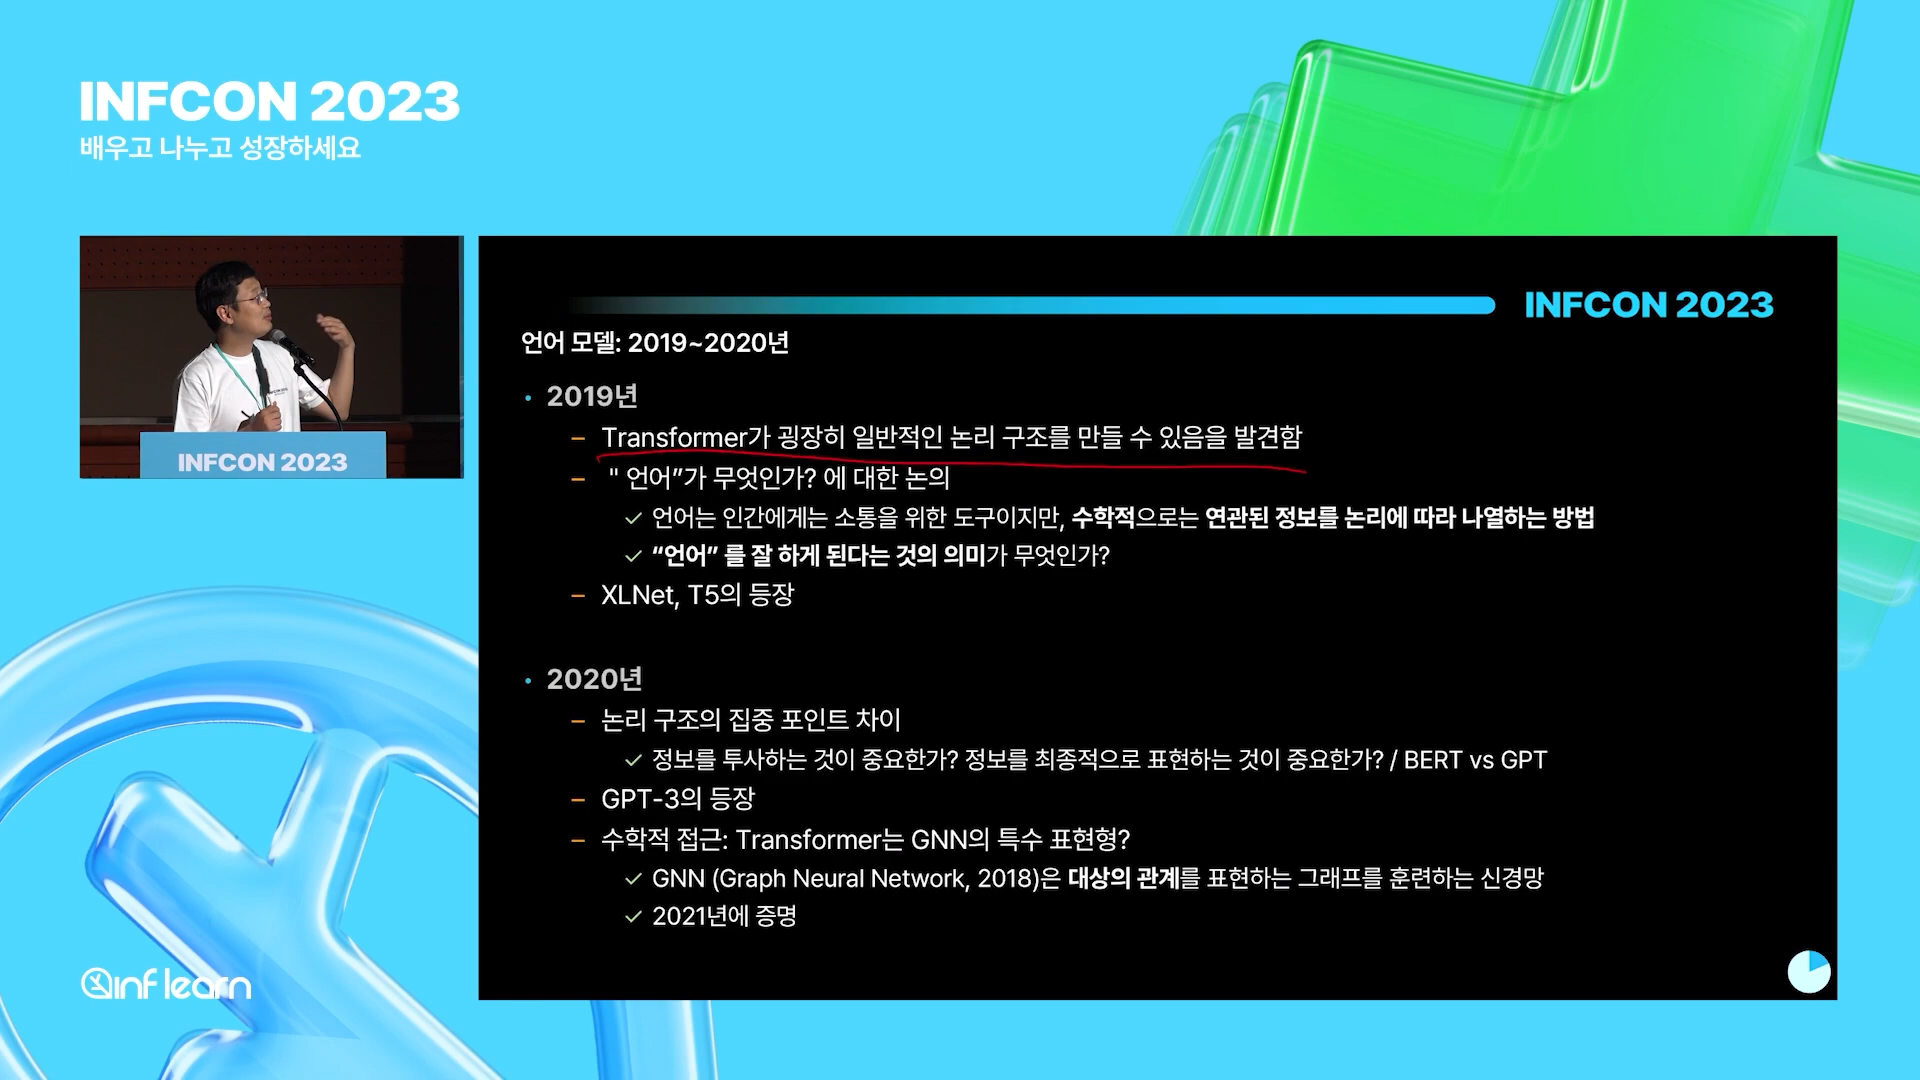 INFCON 2023
배우고 나누고 성장하세요
INFCON 2023
INFCON 2023
언어 모델: 2019~2020년
• 2019년
– Transformer가 굉장히 일반적인 논리 구조를 만들 수 있음을 발견함
– " 언어”가 무엇인가? 에 대한 논의
✓ 언어는 인간에게는 소통을 위한 도구이지만, 수학적으로는 연관된 정보를 논리에 따라 나열하는 방법
✓ “언어” 를 잘 하게 된다는 것의 의미가 무엇인가?
– XLNet, T5의 등장
• 2020년
– 논리 구조의 집중 포인트 차이
✓ 정보를 투사하는 것이 중요한가? 정보를 최종적으로 표현하는 것이 중요한가? / BERT vs GPT
– GPT-3의 등장
– 수학적 접근: Transformer는 GNN의 특수 표현형?
✓ GNN (Graph Neural Network, 2018)은 대상의 관계를 표현하는 그래프를 훈련하는 신경망
✓ 2021년에 증명
inflearn